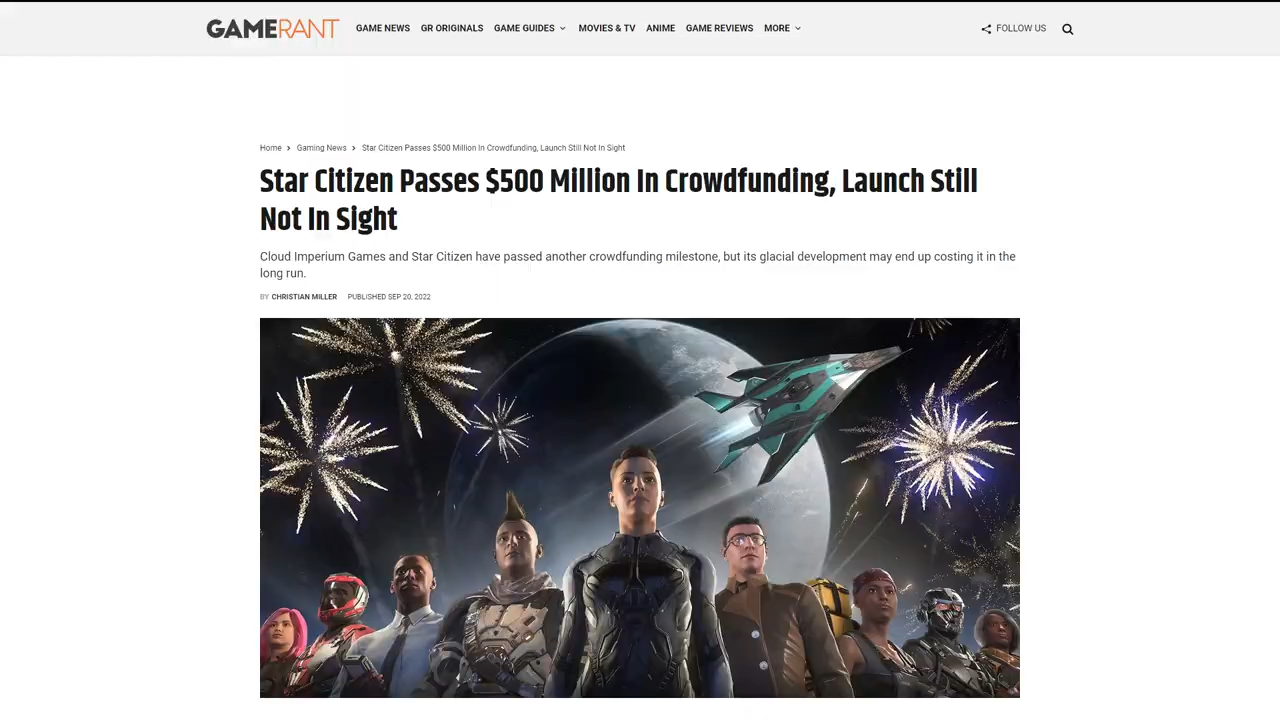 GAMERANT GAME NEWS GR ORIGINALS GAME GUIDES MOVIES & TV ANIME GAME REVIEWS MORE FOLLOW US
Home > Gaming News > Star Citizen Passes $500 Million In Crowdfunding, Launch Still Not In Sight
Star Citizen Passes $500 Million In Crowdfunding, Launch Still
Not In Sight
Cloud Imperium Games and Star Citizen have passed another crowdfunding milestone, but its glacial development may end up costing it in the
long run.
BY CHRISTIAN MILLER PUBLISHED SEP 20, 2022